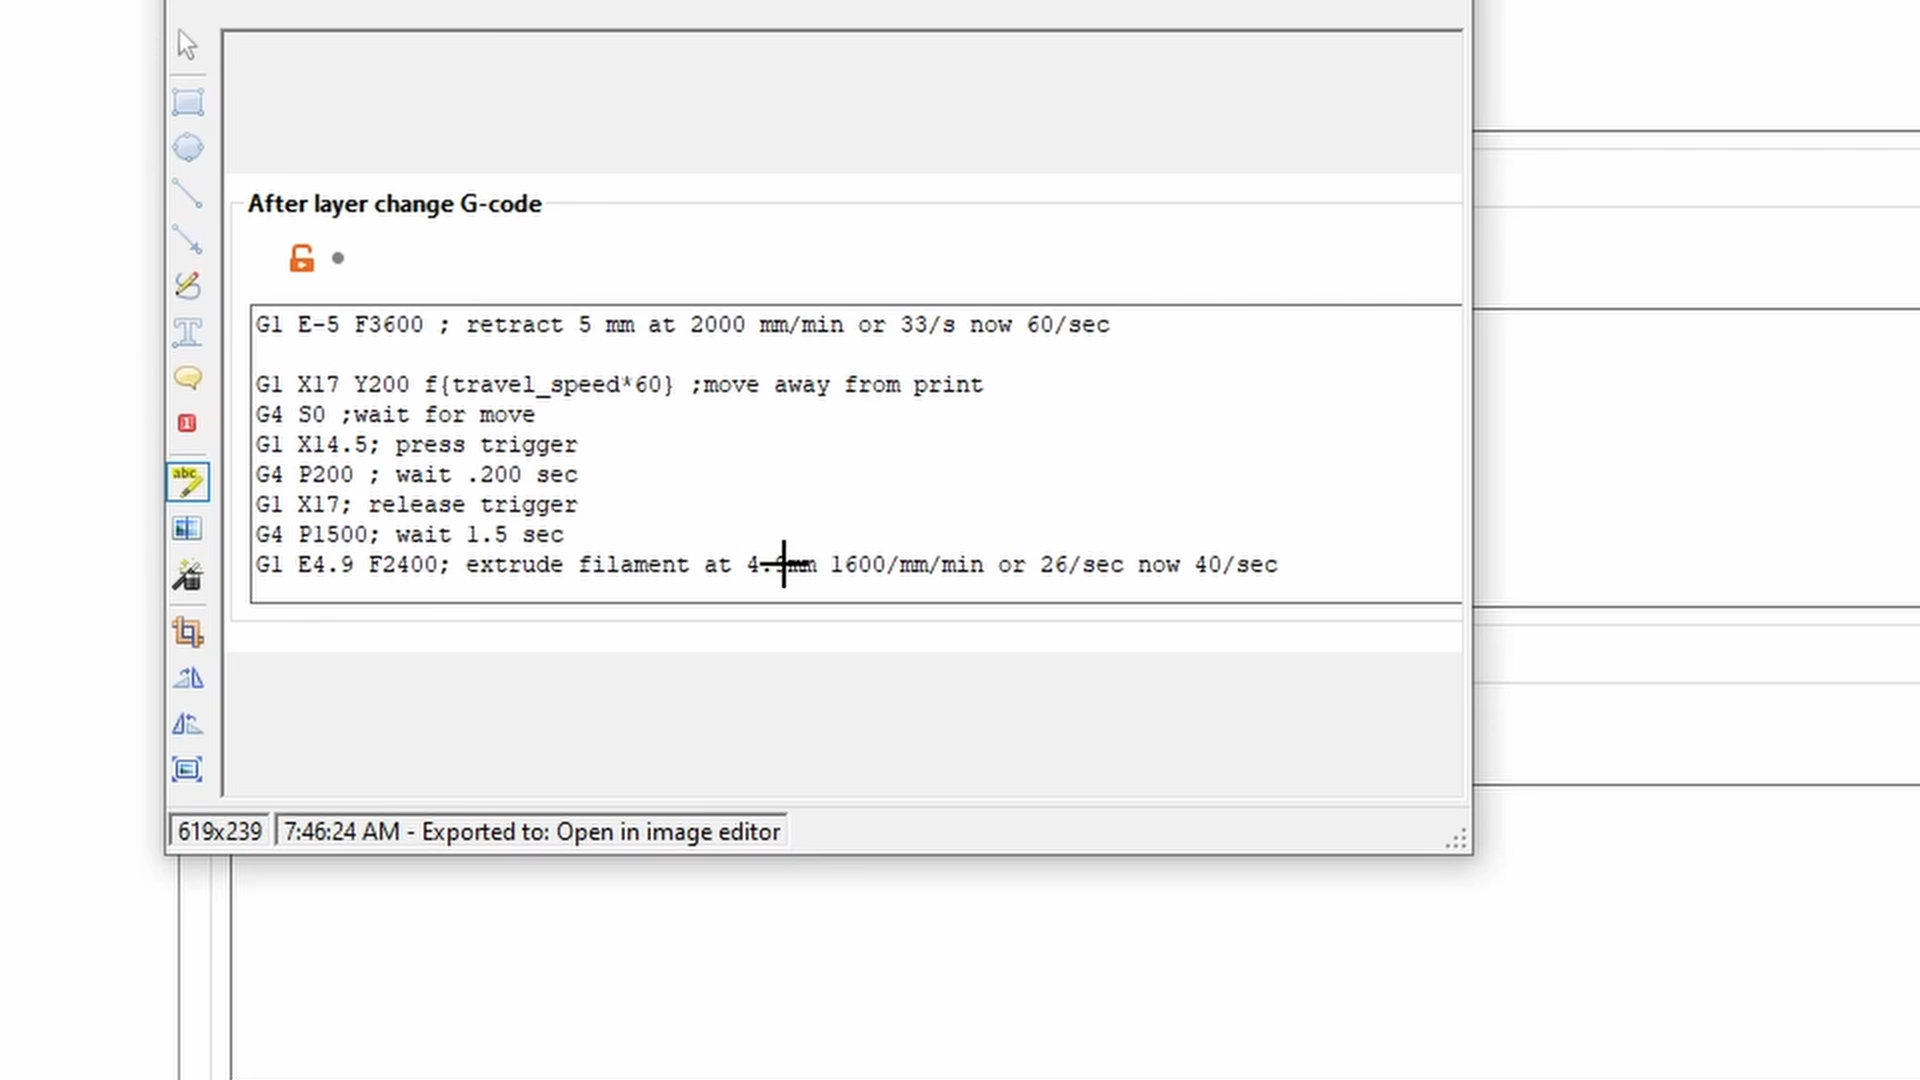 After layer change G-code
G1 E-5 F3600 ; retract 5 mm at 2000 mm/min or 33/s now 60/sec
G1 X17 Y200 f{travel_speed*60} ;move away from print
G4 S0 ;wait for move
G1 X14.5; press trigger
G4 P200 ; wait .200 sec
G1 X17; release trigger
G4 P1500; wait 1.5 sec
G1 E4.9 F2400; extrude filament at 4.9mm 1600/mm/min or 26/sec now 40/sec
abc
1
619x239
7:46:24 AM - Exported to: Open in image editor